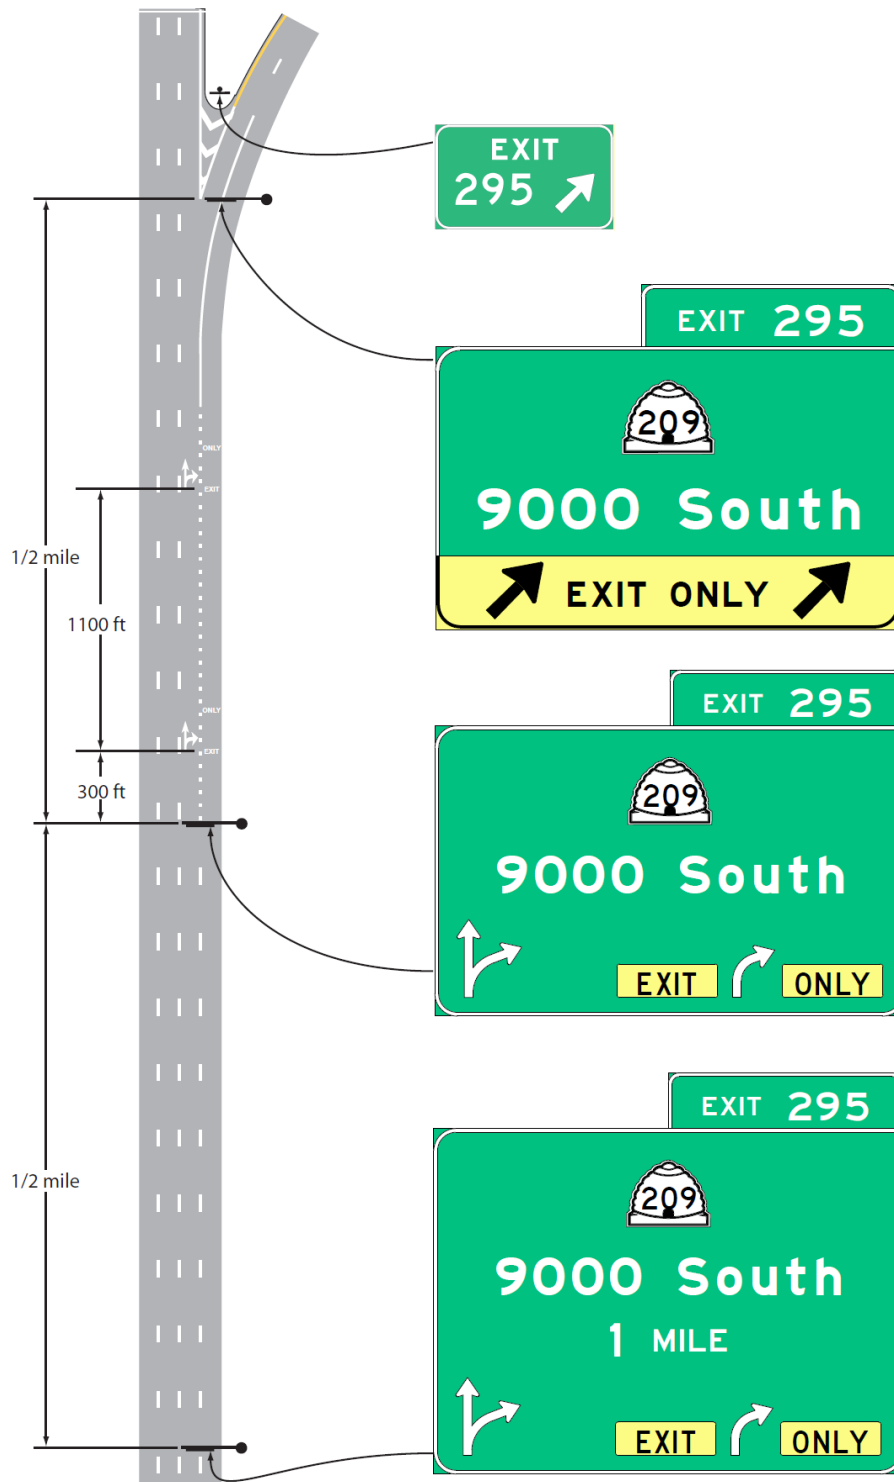 EXIT
295
EXIT 295
209
9000 South
EXIT ONLY
ONLY
EXIT
1/2 mile
1100 ft
ONLY
EXIT
300 ft
EXIT 295
209
9000 South
EXIT ONLY
1/2 mile
EXIT 295
209
9000 South
1 MILE
EXIT ONLY